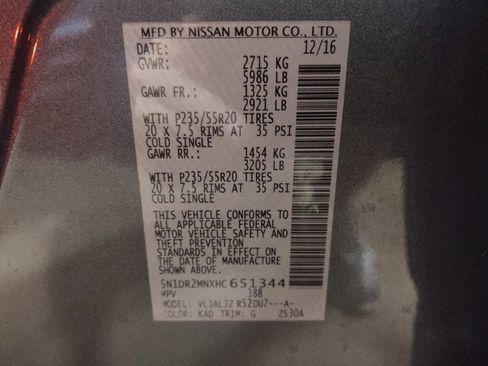 MFD BY NISSAN MOTOR CO., LTD.
DATE: 12/16
GVWR: 2715 KG
5986 LB
GAWR FR.: 1325 KG
2921 LB
WITH P235/55R20 TIRES
20 X 7.5 RIMS AT 35 PSI
COLD SINGLE
GAWR RR.: 1454 KG
3205 LB
WITH P235/55R20 TIRES
20 X 7.5 RIMS AT 35 PSI
COLD SINGLE
THIS VEHICLE CONFORMS TO
ALL APPLICABLE FEDERAL
MOTOR VEHICLE SAFETY AND
THEFT PREVENTION
STANDARDS IN EFFECT ON
THE DATE OF MANUFACTURE
SHOWN ABOVE.
5N1DR2MNXHC651344
MPV 388
MODEL: VLJALJZ R52DU7---A-
COLOR: KAD TRIM: G 2530A